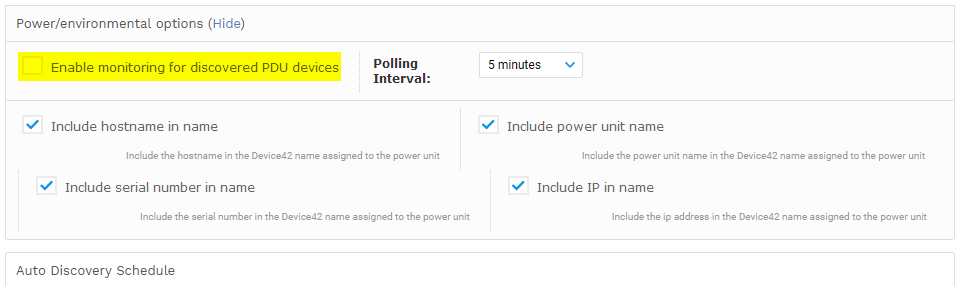 Power/environmental options (Hide)
Enable monitoring for discovered PDU devices
Polling
Interval:
5 minutes
Include hostname in name
Include the hostname in the Device42 name assigned to the power unit
Include power unit name
Include the power unit name in the Device42 name assigned to the power unit
Include serial number in name
Include the serial number in the Device42 name assigned to the power unit
Include IP in name
Include the ip address in the Device42 name assigned to the power unit
Auto Discovery Schedule